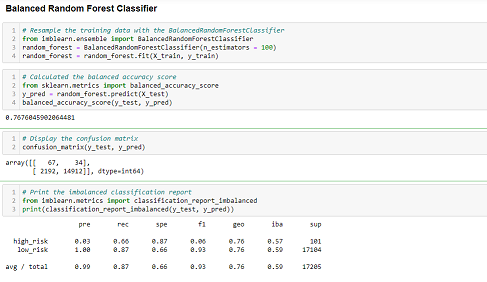 Balanced Random Forest Classifier
1 # Resample the training data with the BalancedRandomForestClassifier
2 from imblearn.ensemble import BalancedRandomForestClassifier
3 random_forest = BalancedRandomForestClassifier(n_estimators = 100)
4 random_forest = random_forest.fit(X_train, y_train)
1 # Calculated the balanced accuracy score
2 from sklearn.metrics import balanced_accuracy_score
3 y_pred = random_forest.predict(X_test)
4 balanced_accuracy_score(y_test, y_pred)
0.7676045902064481
1 # Display the confusion matrix
2 confusion_matrix(y_test, y_pred)
array([[ 67, 34],
[ 2192, 14912]], dtype=int64)
1 # Print the imbalanced classification report
2 from imblearn.metrics import classification_report_imbalanced
3 print(classification_report_imbalanced(y_test, y_pred))
pre rec spe f1 geo iba sup
high_risk 0.03 0.66 0.87 0.06 0.76 0.57 101
low_risk 1.00 0.87 0.66 0.93 0.76 0.59 17104
avg / total 0.99 0.87 0.66 0.93 0.76 0.59 17205